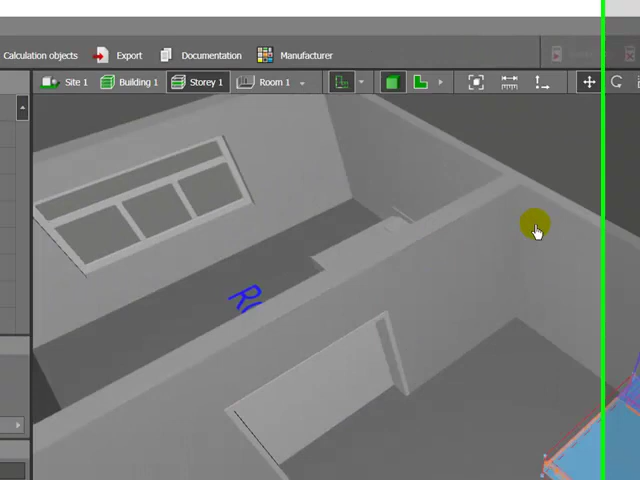 Calculation objects Export Documentation Manufacturer
Site 1 Building 1 Storey 1 Room 1